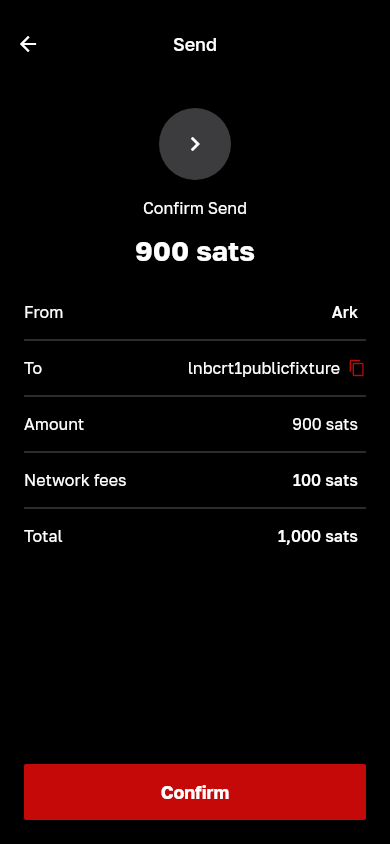 Send
Confirm Send
900 sats
From Ark
To lnbcrt1publicfixture
Amount 900 sats
Network fees 100 sats
Total 1,000 sats
Confirm